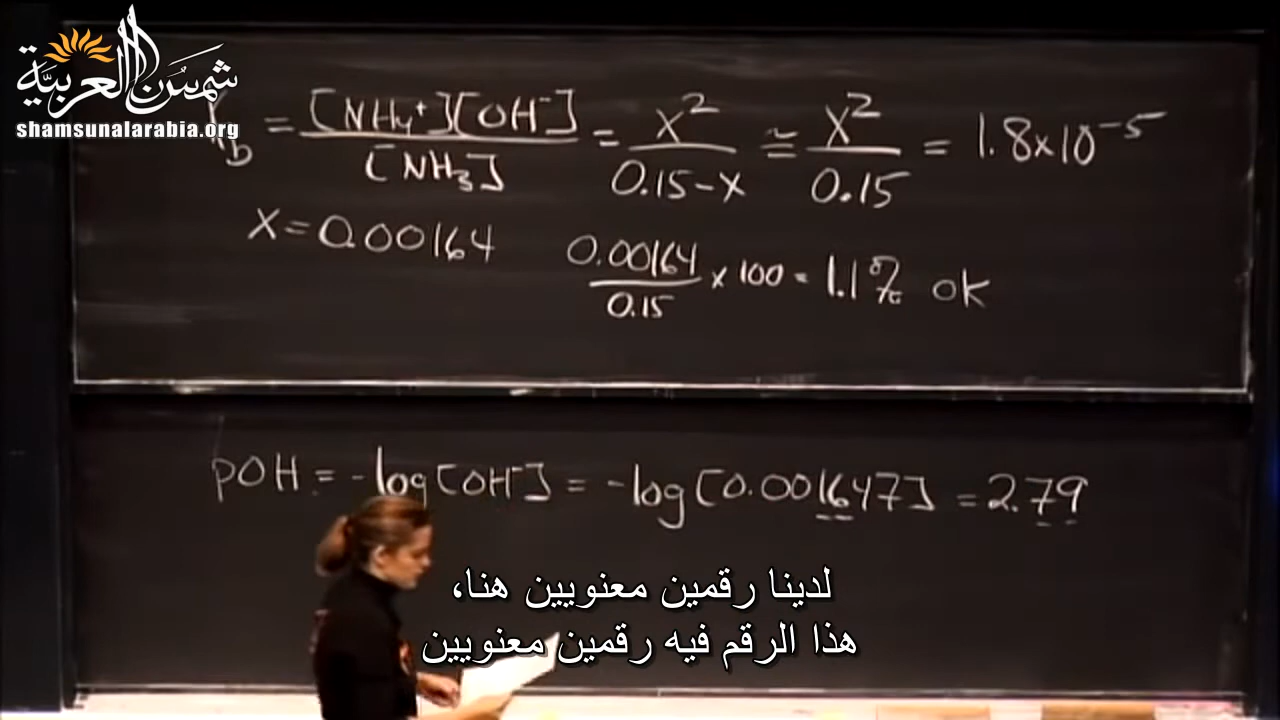 شمسُنَ العربيّة
shamsunalarabia.org
K_b = [NH₄⁺][OH⁻] / [NH₃] = x² / 0.15-x ≅ x² / 0.15 = 1.8x10⁻⁵
x = 0.00164
0.00164 / 0.15 x 100 = 1.1% ok
pOH = -log[OH⁻] = -log[0.001647] = 2.79
لدينا رقمين معنويين هنا،
هذا الرقم فيه رقمين معنويين